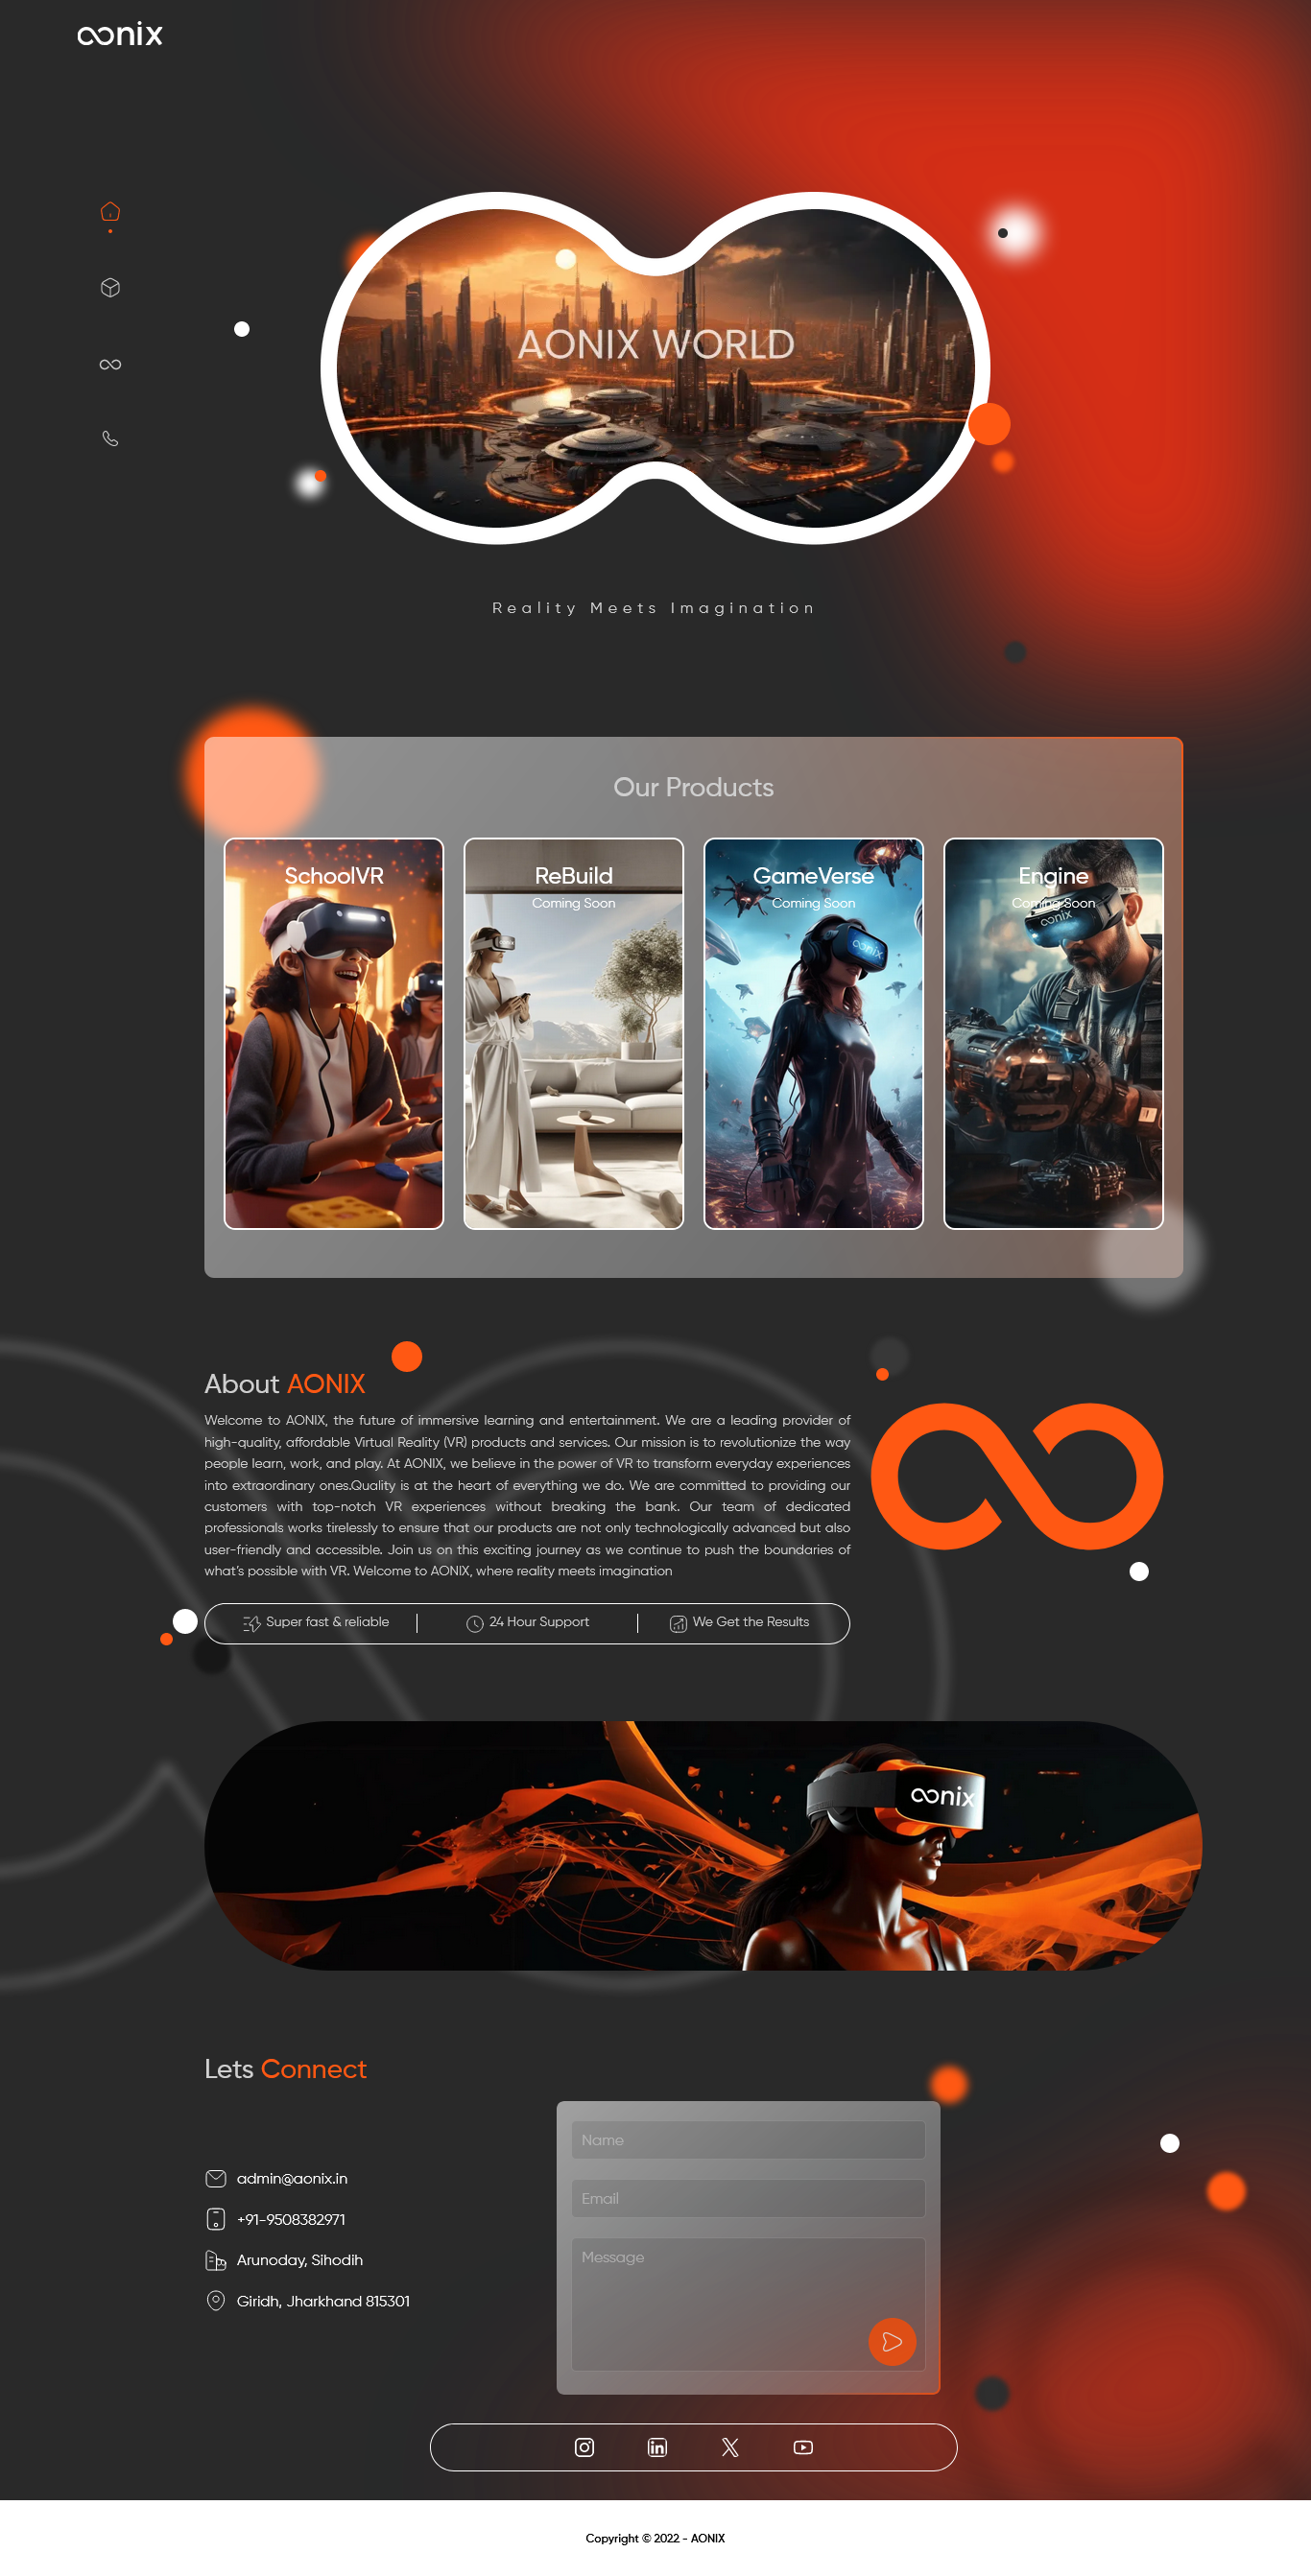 aonix
AONIX WORLD
Reality Meets Imagination
Our Products
SchoolVR
ReBuild
Coming Soon
GameVerse
Coming Soon
aonix
Engine
Coming Soon
aonix
About AONIX
Welcome to AONIX, the future of immersive learning and entertainment. We are a leading provider of
high-quality, affordable Virtual Reality (VR) products and services. Our mission is to revolutionize the way
people learn, work, and play. At AONIX, we believe in the power of VR to transform everyday experiences
into extraordinary ones.Quality is at the heart of everything we do. We are committed to providing our
customers with top-notch VR experiences without breaking the bank. Our team of dedicated
professionals works tirelessly to ensure that our products are not only technologically advanced but also
user-friendly and accessible. Join us on this exciting journey as we continue to push the boundaries of
what's possible with VR. Welcome to AONIX, where reality meets imagination
Super fast & reliable
24 Hour Support
We Get the Results
aonix
Lets Connect
admin@aonix.in
+91-9508382971
Arunoday, Sihodih
Giridh, Jharkhand 815301
Name
Email
Message
Copyright © 2022 - AONIX